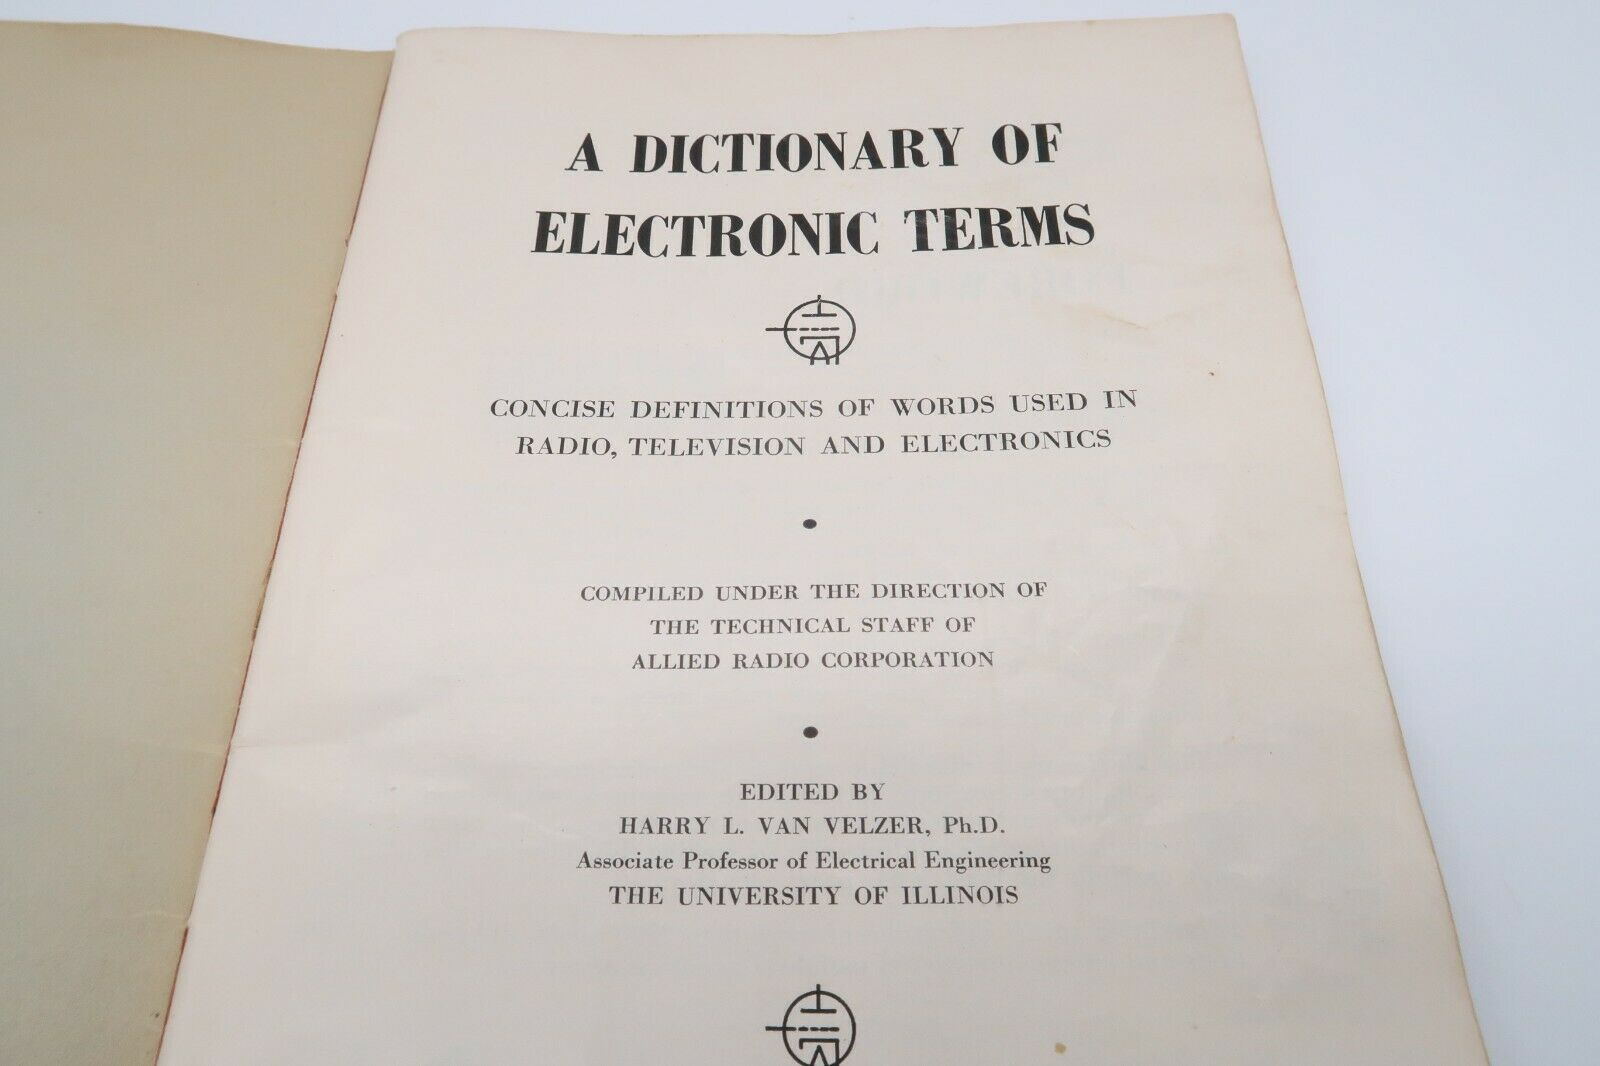 A DICTIONARY OF
ELECTRONIC TERMS
CONCISE DEFINITIONS OF WORDS USED IN
RADIO, TELEVISION AND ELECTRONICS
COMPILED UNDER THE DIRECTION OF
THE TECHNICAL STAFF OF
ALLIED RADIO CORPORATION
EDITED BY
HARRY L. VAN VELZER, Ph.D.
Associate Professor of Electrical Engineering
THE UNIVERSITY OF ILLINOIS